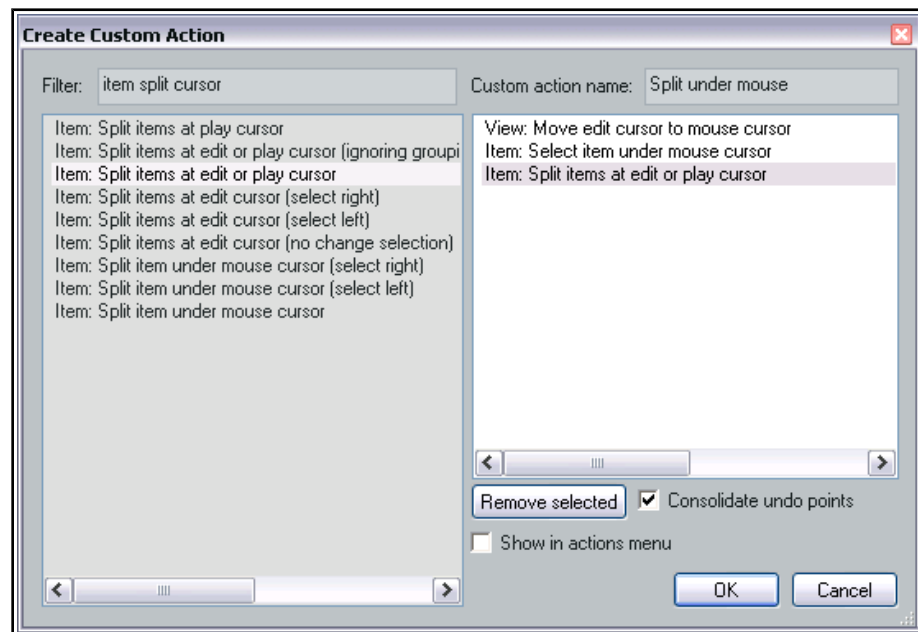 Create Custom Action
Filter: item split cursor
Custom action name: Split under mouse
Item: Split items at play cursor
Item: Split items at edit or play cursor (ignoring groupi
Item: Split items at edit or play cursor
Item: Split items at edit cursor (select right)
Item: Split items at edit cursor (select left)
Item: Split items at edit cursor (no change selection)
Item: Split item under mouse cursor (select right)
Item: Split item under mouse cursor (select left)
Item: Split item under mouse cursor
View: Move edit cursor to mouse cursor
Item: Select item under mouse cursor
Item: Split items at edit or play cursor
Remove selected
Consolidate undo points
Show in actions menu
OK
Cancel